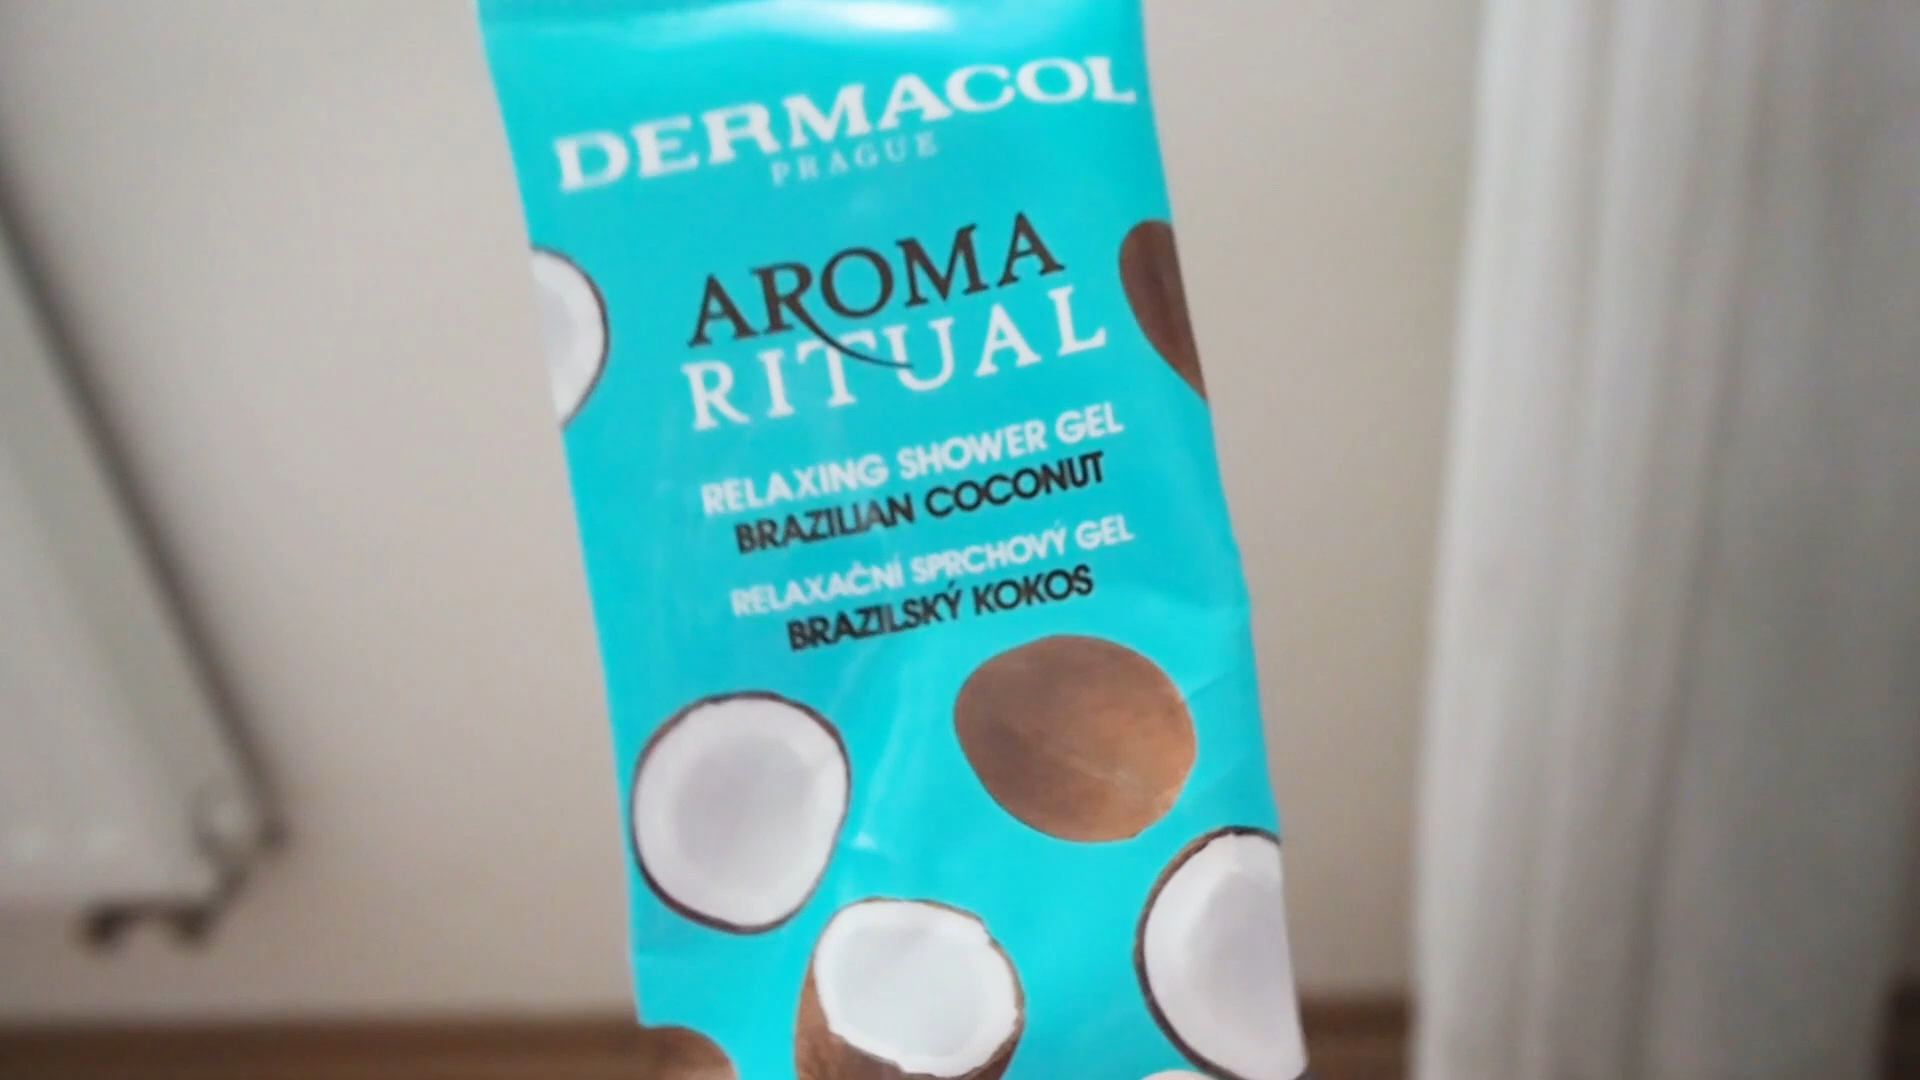 DERMACOL
PRAGUE
AROMA
RITUAL
RELAXING SHOWER GEL
BRAZILIAN COCONUT
RELAXAČNÍ SPRCHOVÝ GEL
BRAZILSKÝ KOKOS